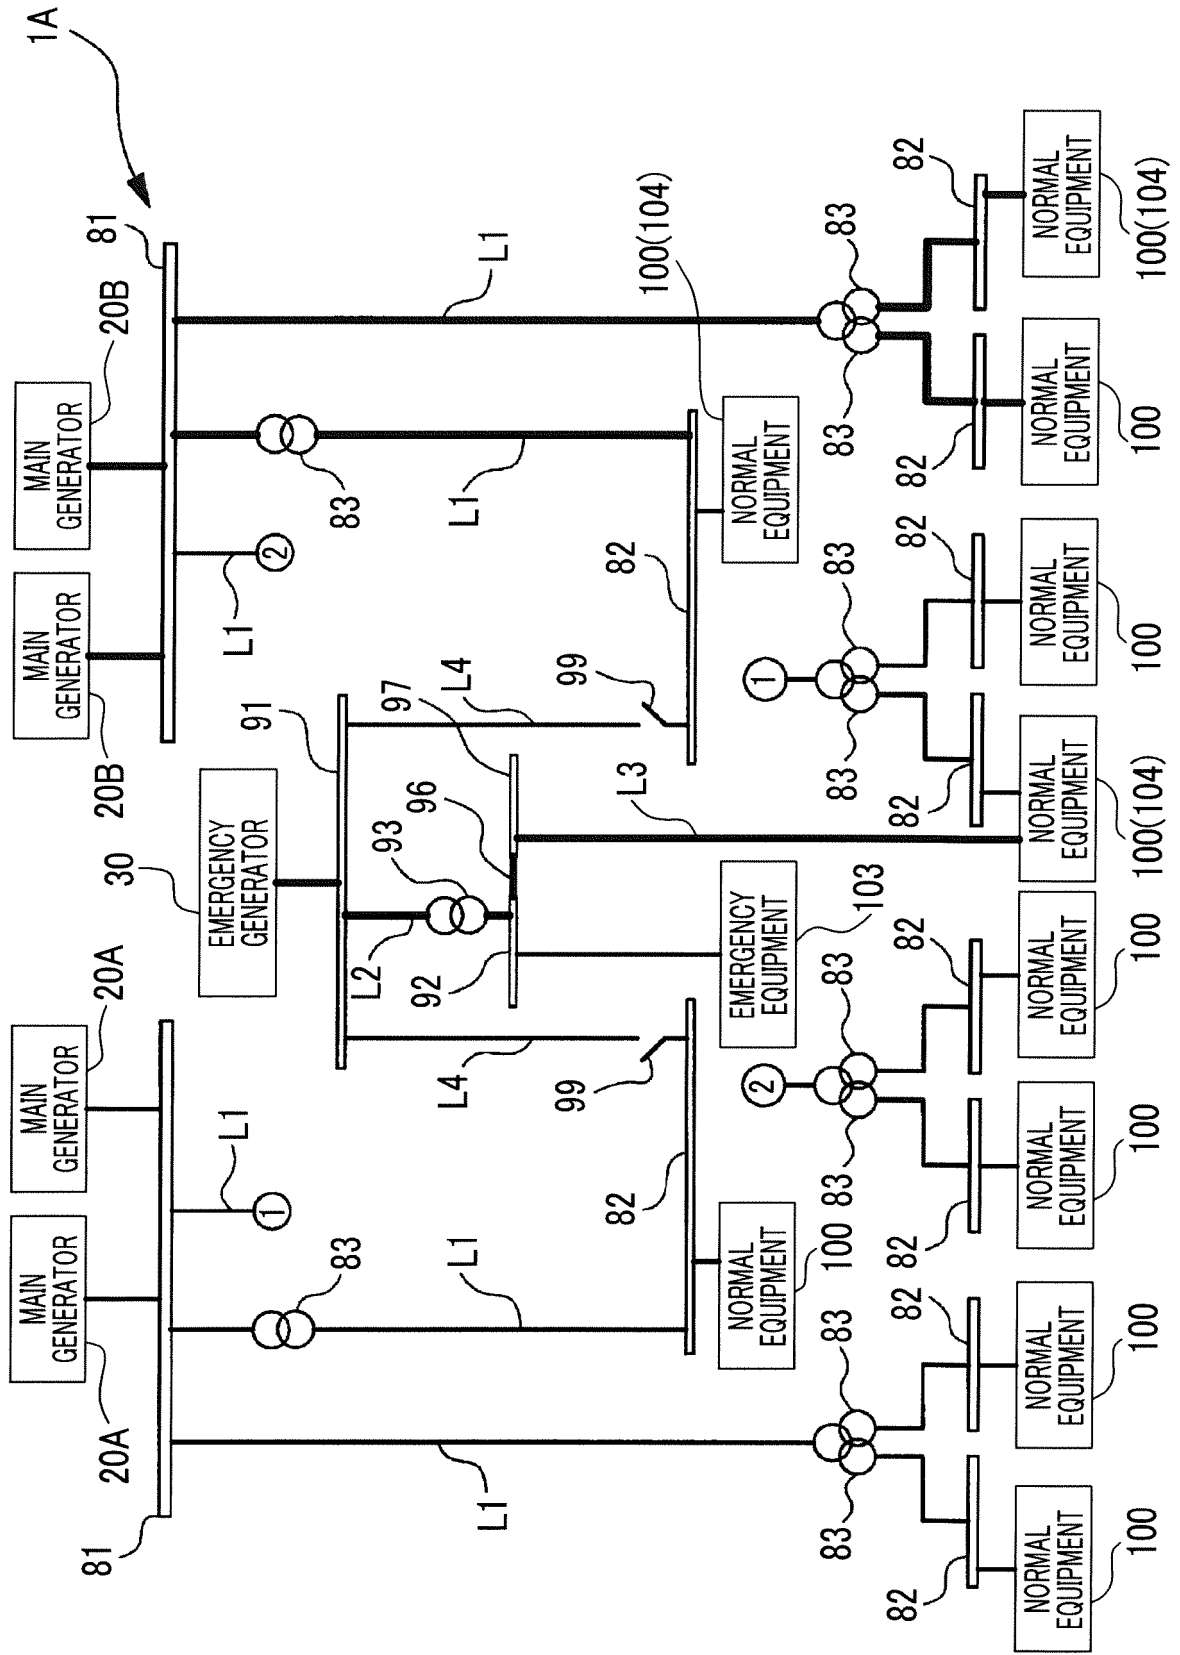 1A
MAIN
GENERATOR
MAIN
GENERATOR
MAIN
GENERATOR
MAIN
GENERATOR
81
20A
20A
30
20B
20B
81
L1
EMERGENCY
GENERATOR
L1
①
91
②
83
L2
93
97
83
92
96
L1
L1
L4
L4
L1
L1
82
99
L3
99
82
100(104)
NORMAL
EQUIPMENT
EMERGENCY
EQUIPMENT
NORMAL
EQUIPMENT
100
②
103
①
83
83
83
83
83
83
83
83
82
82
82
82
82
82
82
82
NORMAL
EQUIPMENT
NORMAL
EQUIPMENT
NORMAL
EQUIPMENT
NORMAL
EQUIPMENT
NORMAL
EQUIPMENT
NORMAL
EQUIPMENT
NORMAL
EQUIPMENT
NORMAL
EQUIPMENT
100
100
100
100
100(104)
100
100
100(104)